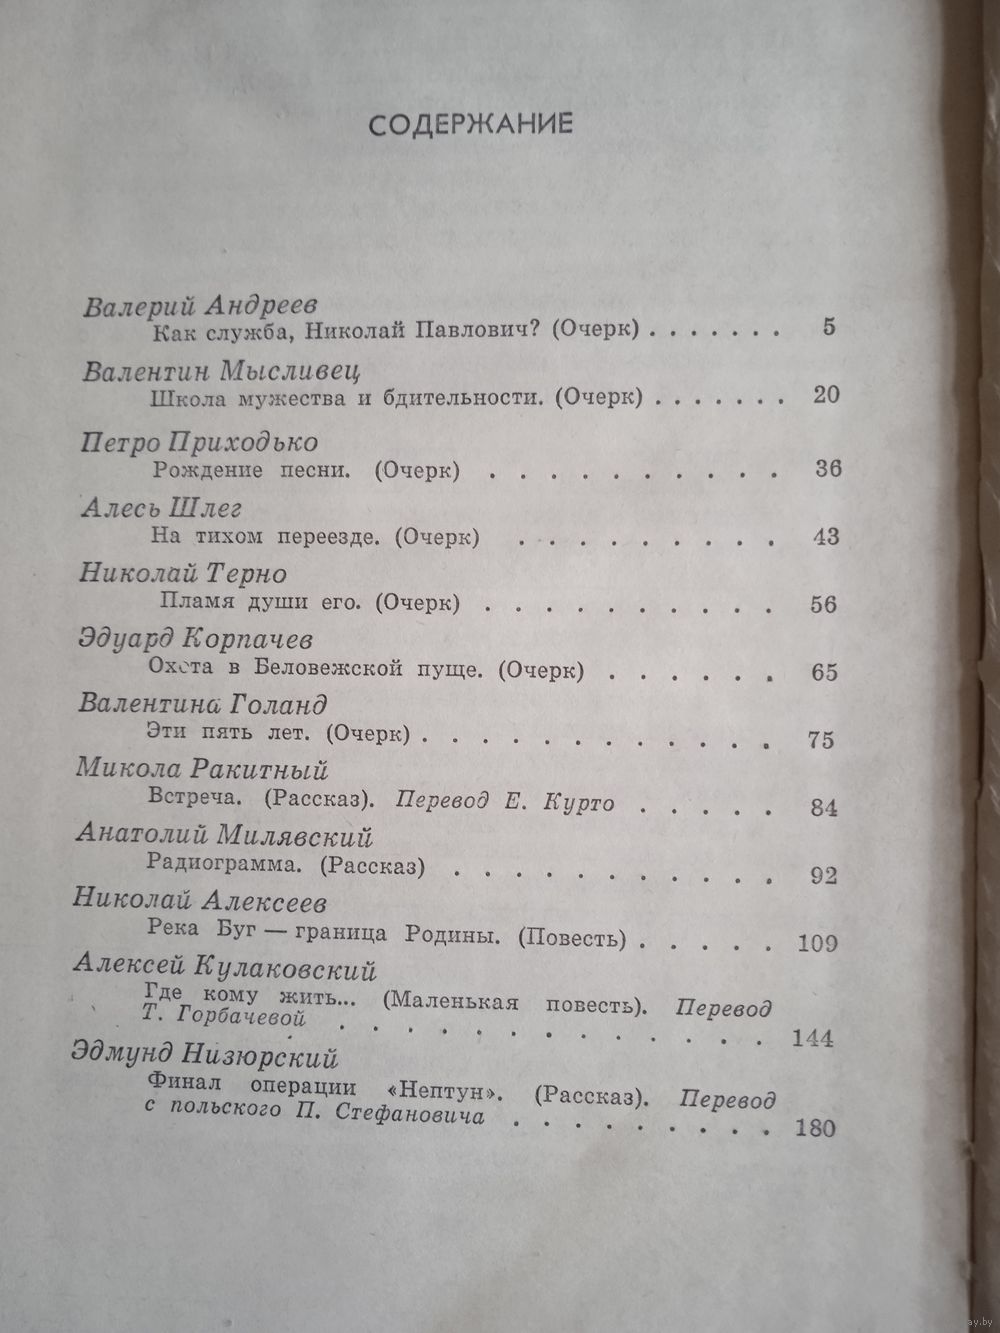 СОДЕРЖАНИЕ
Валерий Андреев
Как служба, Николай Павлович? (Очерк) . . . . . . . 5
Валентин Мысливец
Школа мужества и бдительности. (Очерк) . . . . . . . 20
Петро Приходько
Рождение песни. (Очерк) . . . . . . . . . . 36
Алесь Шлег
На тихом переезде. (Очерк) . . . . . . . . . 43
Николай Терно
Пламя души его. (Очерк) . . . . . . . . . . 56
Эдуард Корпачев
Охота в Беловежской пуще. (Очерк) . . . . . . 65
Валентина Голанд
Эти пять лет. (Очерк) . . . . . . . . . . . . 75
Микола Ракитный
Встреча. (Рассказ). Перевод Е. Курто . . . . . 84
Анатолий Милявский
Радиограмма. (Рассказ) . . . . . . . . . . . 92
Николай Алексеев
Река Буг — граница Родины. (Повесть) . . . . . 109
Алексей Кулаковский
Где кому жить... (Маленькая повесть). Перевод
Т. Горбачевой . . . . . . . . . . . . . . 144
Эдмунд Низюрский
Финал операции «Нептун». (Рассказ). Перевод
с польского П. Стефановича . . . . . . . . . 180
ay.by